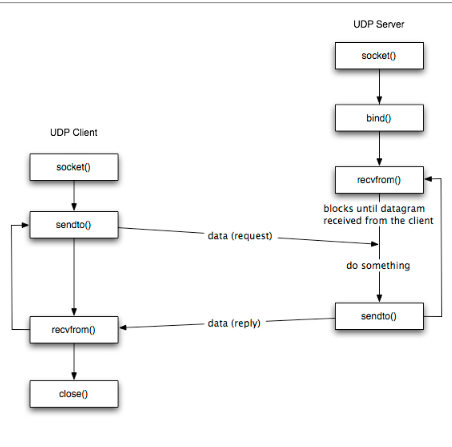 UDP Server
socket()
bind()
UDP Client
socket()
recvfrom()
blocks until datagram
received from the client
sendto()
data (request)
do something
sendto()
data (reply)
recvfrom()
close()